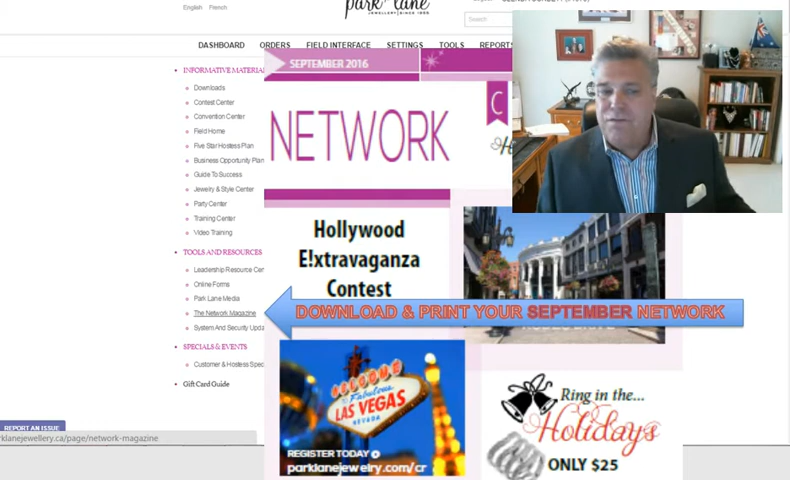 English French
park lane
JEWELLERY | SINCE 1955
Search
DASHBOARD ORDERS FIELD INTERFACE SETTINGS TOOLS REPORTS
INFORMATIVE MATERIA
Downloads
Contest Center
Convention Center
Field Home
Five Star Hostess Plan
Business Opportunity Plan
Guide To Success
Jewelry & Style Center
Party Center
Training Center
Video Training
TOOLS AND RESOURCES
Leadership Resource Cen
Online Forms
Park Lane Media
The Network Magazine
System And Security Upda
SPECIALS & EVENTS
Customer & Hostess Spec
Gift Card Guide
REPORT AN ISSUE
rklanejewellery.ca/page/network-magazine
SEPTEMBER 2016
NETWORK
C
Hollywood
E!xtravaganza
Contest
DOWNLOAD & PRINT YOUR SEPTEMBER NETWORK
WELCOME
TO Fabulous
LAS VEGAS
NEVADA
REGISTER TODAY @
parklanejewelry.com/cr
Ring in the...
Holidays
ONLY $25